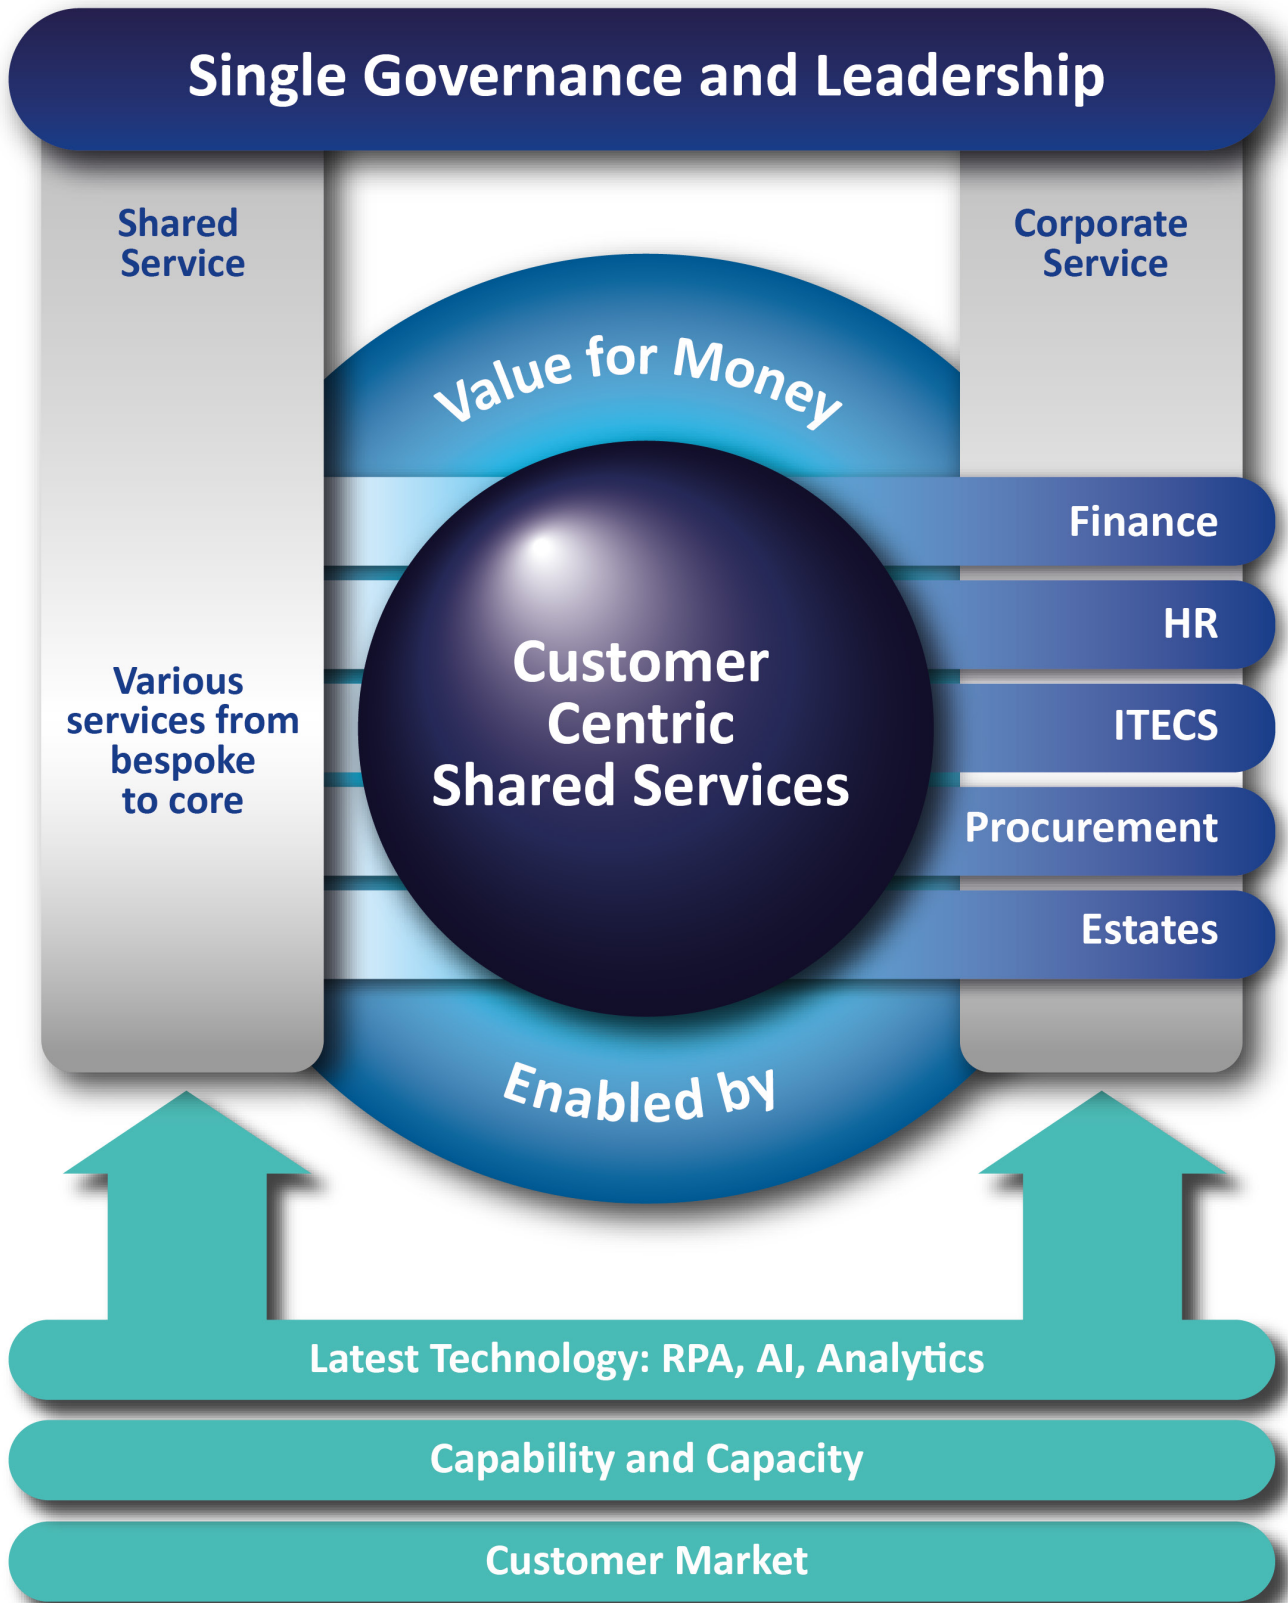 Single Governance and Leadership
Shared
Service
Corporate
Service
Value for Money
Finance
HR
ITECS
Procurement
Estates
Various
services from
bespoke
to core
Customer
Centric
Shared Services
Enabled by
Latest Technology: RPA, AI, Analytics
Capability and Capacity
Customer Market